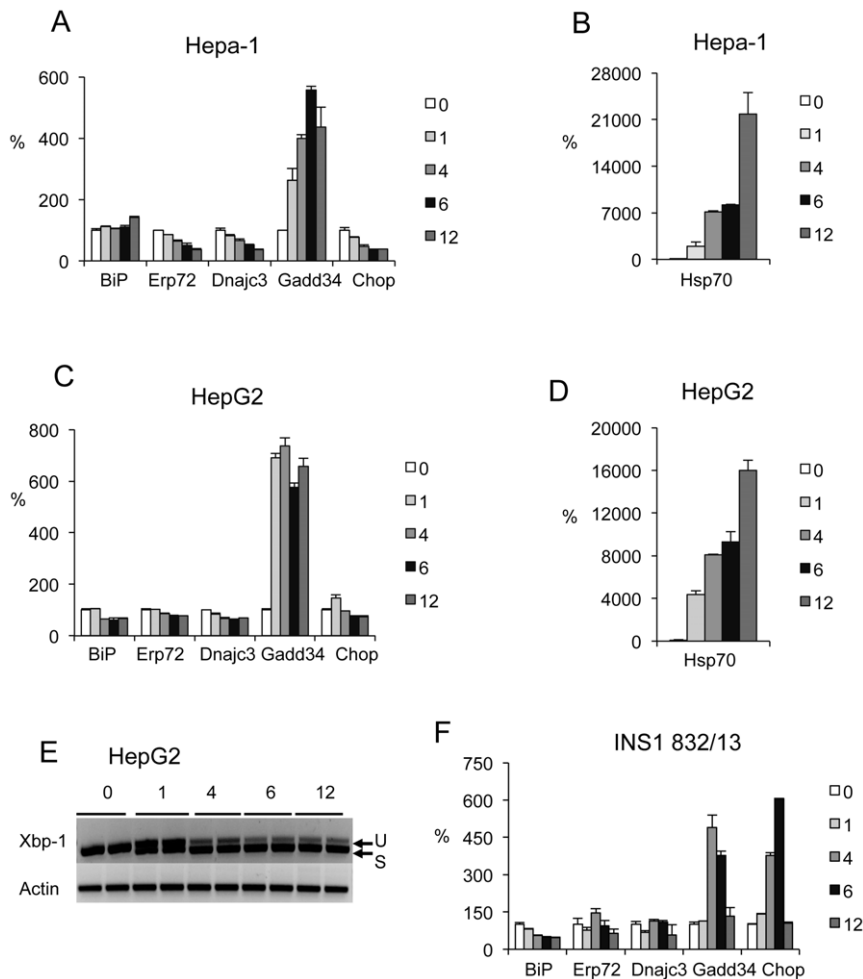 A
Hepa-1
600
400
200
0
%
BiP Erp72 Dnajc3 Gadd34 Chop
0
1
4
6
12
B
Hepa-1
28000
21000
%
7000
7000
0
Hsp70
0
1
4
6
12
C
HepG2
800
600
%
400
200
0
BiP Erp72 Dnajc3 Gadd34 Chop
0
1
4
6
12
D
HepG2
20000
16000
%
12000
8000
4000
0
Hsp70
0
1
4
6
12
E
HepG2
0 1 4 6 12
Xbp-1
U
S
Actin
F
INS1 832/13
750
600
%
450
300
150
0
BiP Erp72 Dnajc3 Gadd34 Chop
0
1
4
6
12